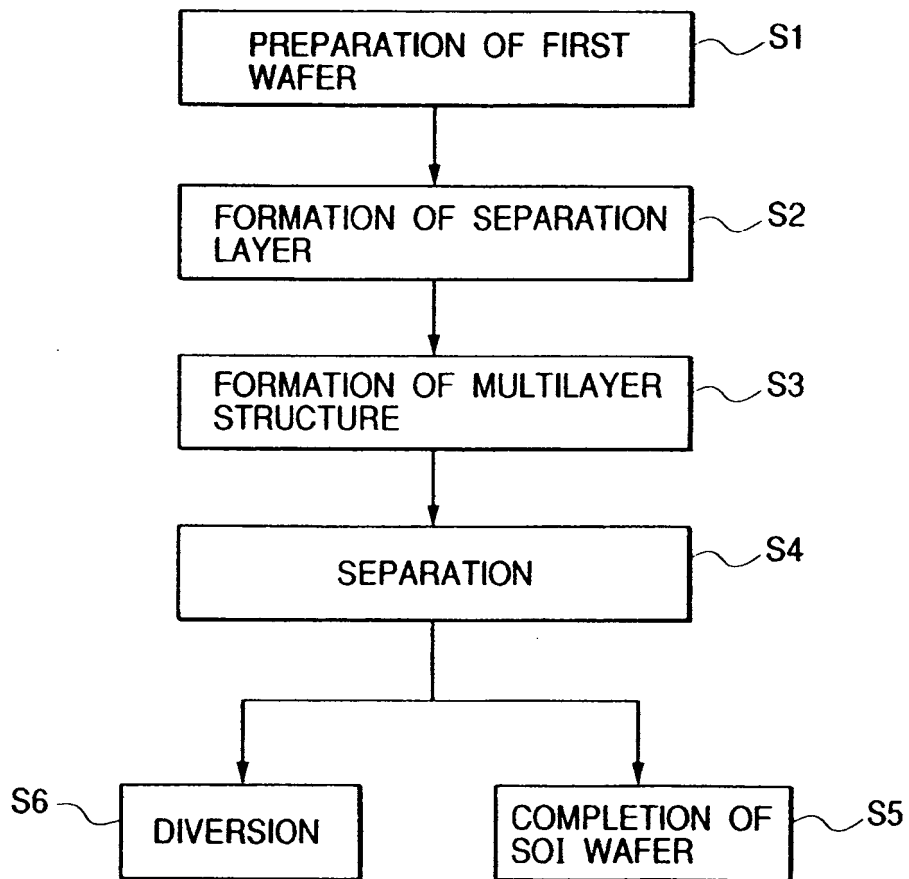 PREPARATION OF FIRST
WAFER
S1
FORMATION OF SEPARATION
LAYER
S2
FORMATION OF MULTILAYER
STRUCTURE
S3
SEPARATION
S4
S6
DIVERSION
COMPLETION OF
SOI WAFER
S5